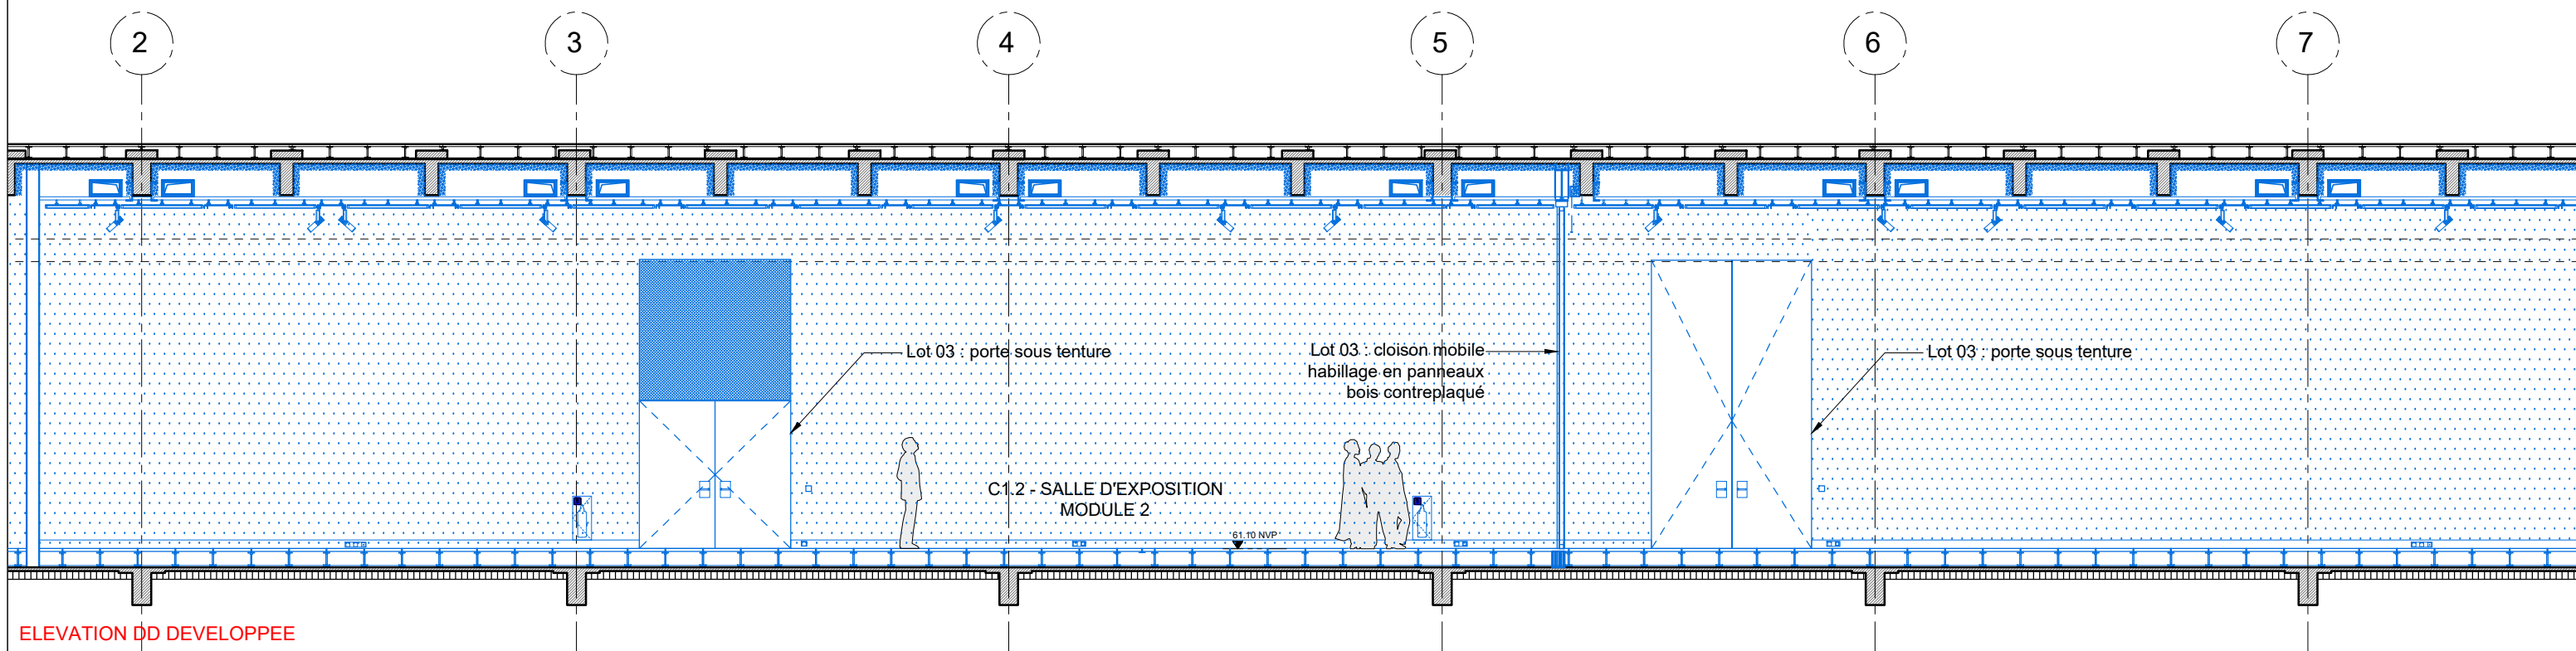 2
3
4
5
6
7
Lot 03 : porte sous tenture
Lot 03 : cloison mobile
habillage en panneaux
bois contreplaqué
Lot 03 : porte sous tenture
C1.2 - SALLE D'EXPOSITION
MODULE 2
61.10 NVP
ELEVATION DD DEVELOPPEE